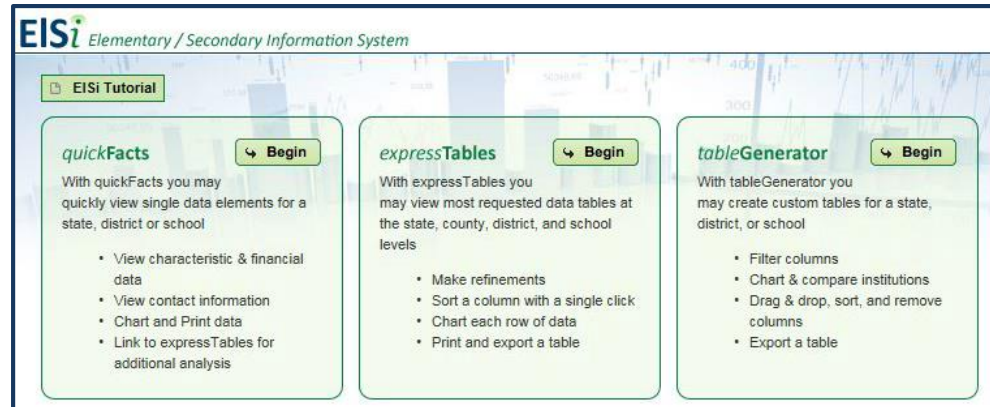 ElSi Elementary / Secondary Information System
ElSi Tutorial
quickFacts
Begin
With quickFacts you may
quickly view single data elements for a
state, district or school
• View characteristic & financial
data
• View contact information
• Chart and Print data
• Link to expressTables for
additional analysis
expressTables
Begin
With expressTables you
may view most requested data tables at
the state, county, district, and school
levels
• Make refinements
• Sort a column with a single click
• Chart each row of data
• Print and export a table
tableGenerator
Begin
With tableGenerator you
may create custom tables for a state,
district, or school
• Filter columns
• Chart & compare institutions
• Drag & drop, sort, and remove
columns
• Export a table
400
300